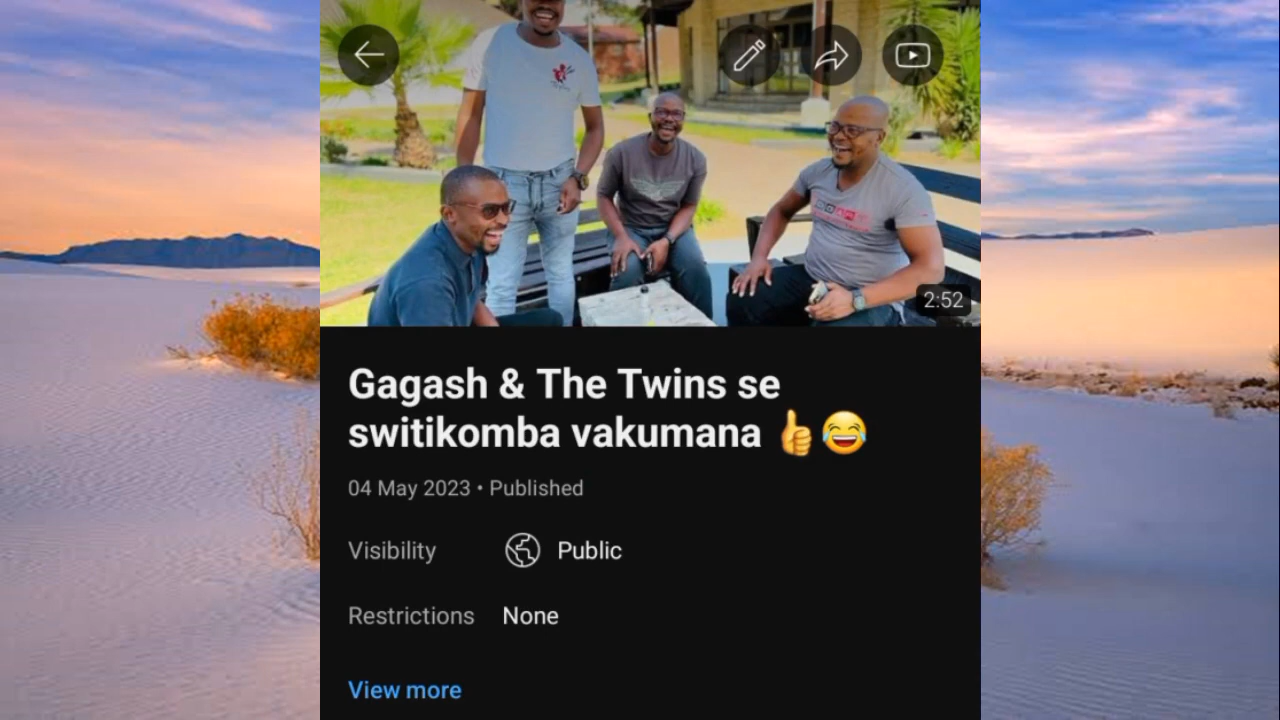 2:52
Gagash & The Twins se
switikomba vakumana 👍😂
04 May 2023 • Published
Visibility Public
Restrictions None
View more